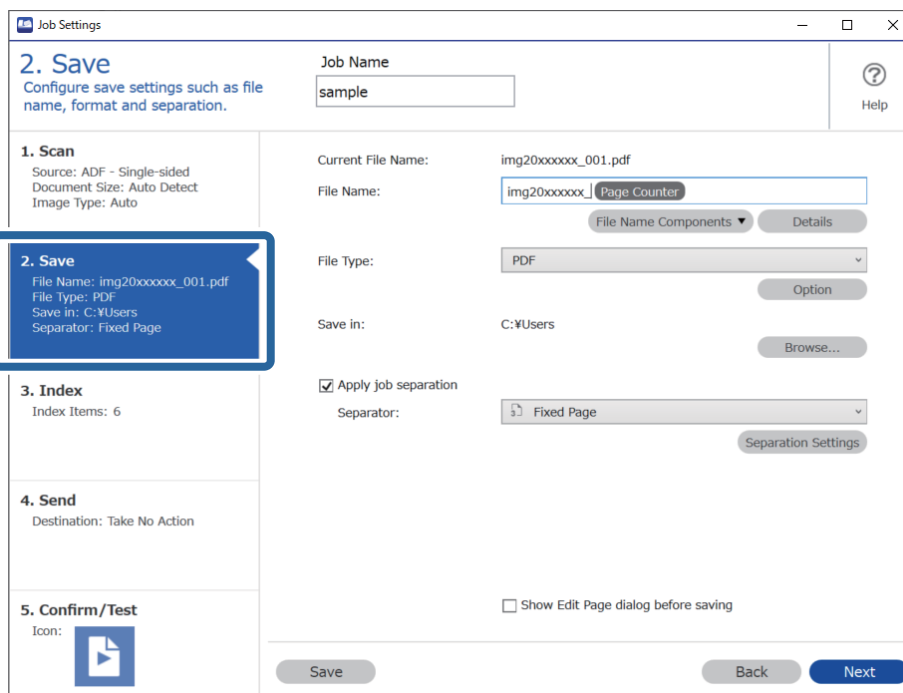 Job Settings
2. Save
Configure save settings such as file
name, format and separation.
Job Name
sample
Help
1. Scan
Source: ADF - Single-sided
Document Size: Auto Detect
Image Type: Auto
2. Save
File Name: img20xxxxxx_001.pdf
File Type: PDF
Save in: C:¥Users
Separator: Fixed Page
3. Index
Index Items: 6
4. Send
Destination: Take No Action
5. Confirm/Test
Icon:
Current File Name: img20xxxxxx_001.pdf
File Name: img20xxxxxx_ Page Counter
File Name Components ▼ Details
File Type: PDF
Option
Save in: C:¥Users
Browse...
Apply job separation
Separator: Fixed Page
Separation Settings
Show Edit Page dialog before saving
Save Back Next